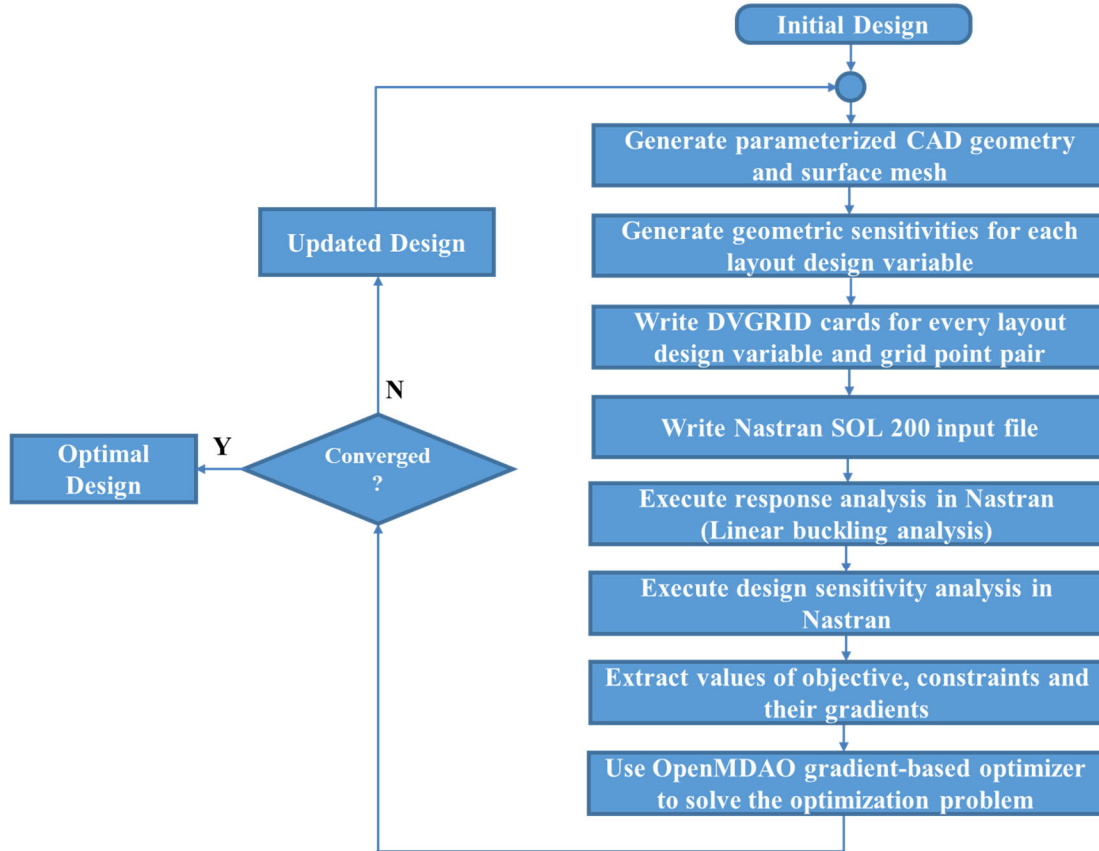 Initial Design
Generate parameterized CAD geometry
and surface mesh
Generate geometric sensitivities for each
layout design variable
Write DVGRID cards for every layout
design variable and grid point pair
Write Nastran SOL 200 input file
Execute response analysis in Nastran
(Linear buckling analysis)
Execute design sensitivity analysis in
Nastran
Extract values of objective, constraints and
their gradients
Use OpenMDAO gradient-based optimizer
to solve the optimization problem
Converged
?
N
Updated Design
Y
Optimal
Design